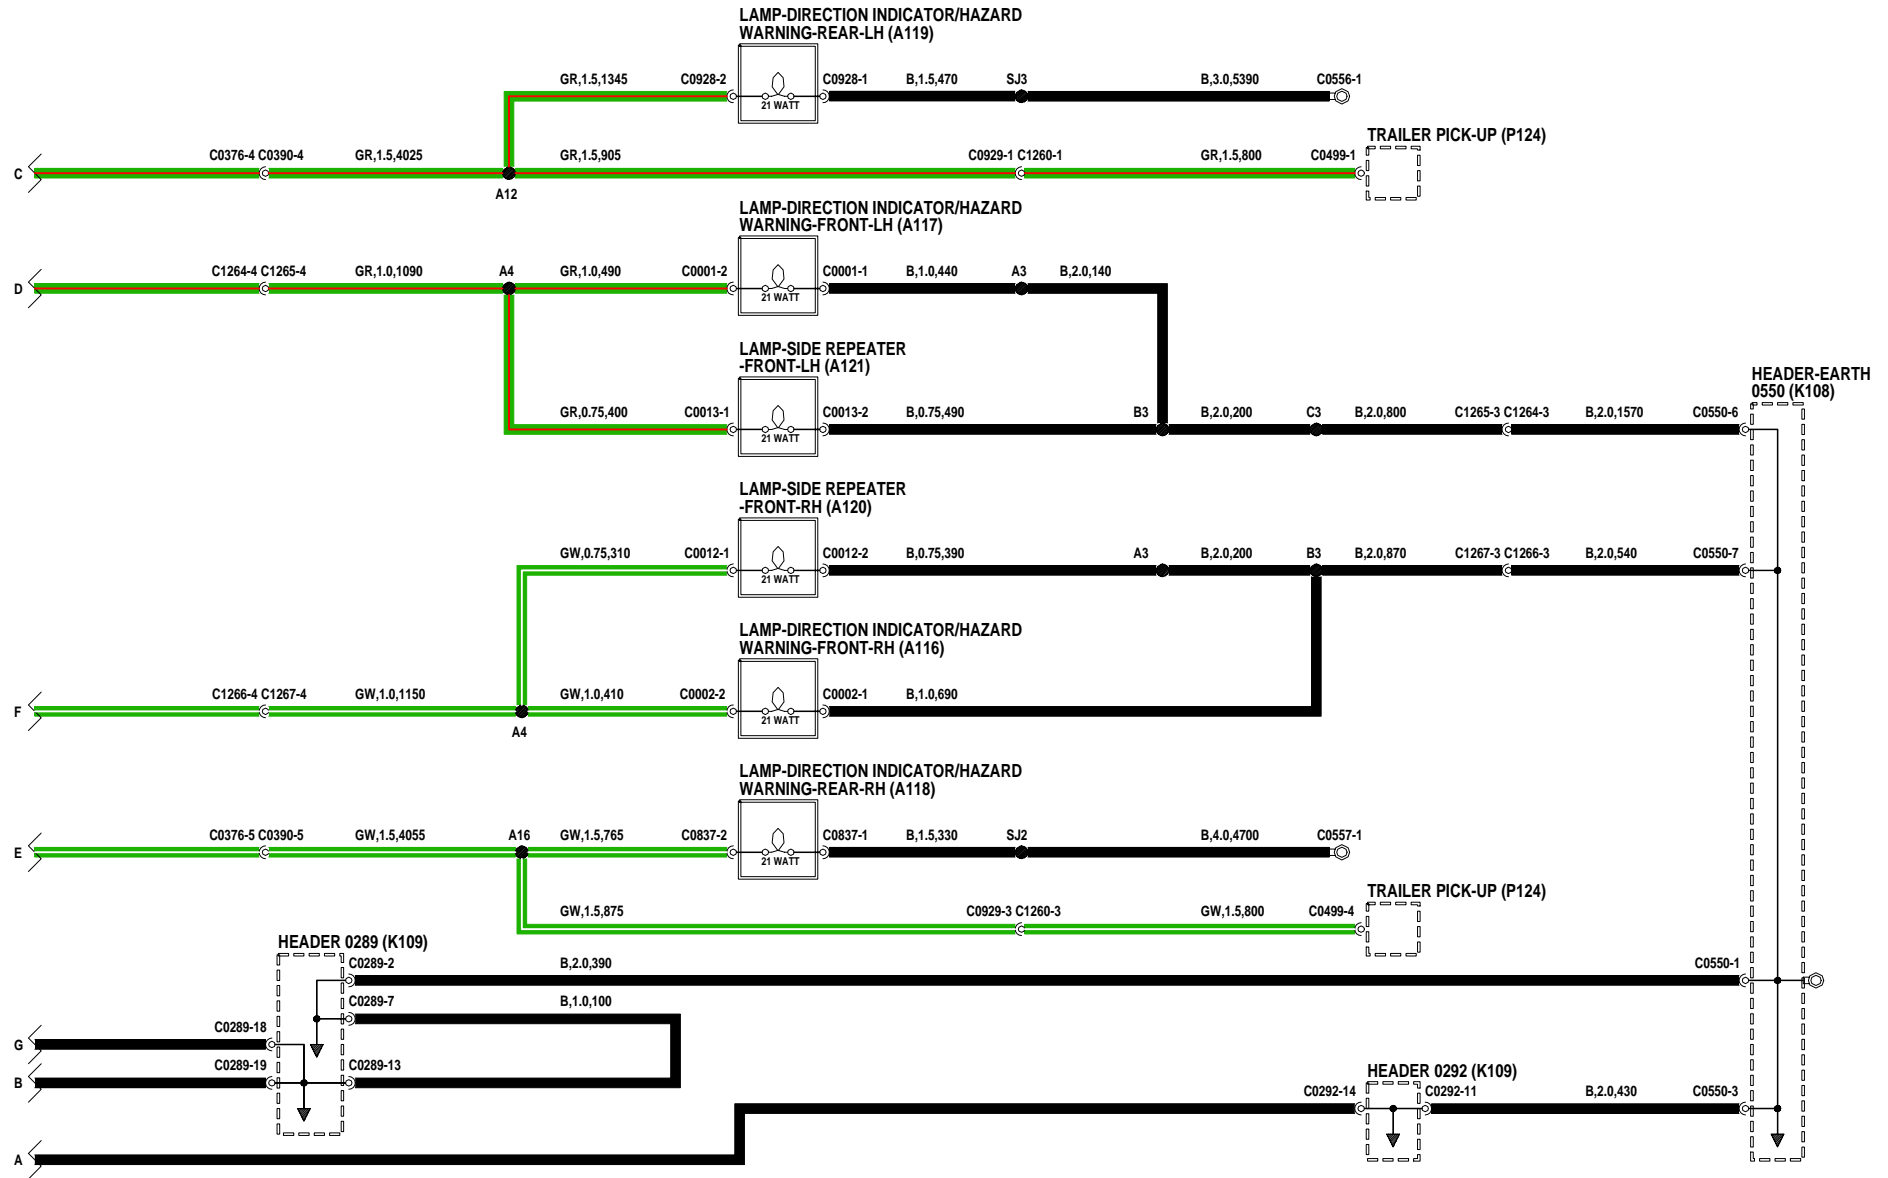 LAMP-DIRECTION INDICATOR/HAZARD
WARNING-REAR-LH (A119)
GR,1.5,1345 C0928-2 C0928-1 B,1.5,470 SJ3 B,3.0,5390 C0556-1
21 WATT
TRAILER PICK-UP (P124)
C0376-4 C0390-4 GR,1.5,4025 GR,1.5,905 C0929-1 C1260-1 GR,1.5,800 C0499-1
C
A12
LAMP-DIRECTION INDICATOR/HAZARD
WARNING-FRONT-LH (A117)
C1264-4 C1265-4 GR,1.0,1090 A4 GR,1.0,490 C0001-2 C0001-1 B,1.0,440 A3 B,2.0,140
D
21 WATT
LAMP-SIDE REPEATER
-FRONT-LH (A121)
HEADER-EARTH
0550 (K108)
GR,0.75,400 C0013-1 C0013-2 B,0.75,490 B3 B,2.0,200 C3 B,2.0,800 C1265-3 C1264-3 B,2.0,1570 C0550-6
21 WATT
LAMP-SIDE REPEATER
-FRONT-RH (A120)
GW,0.75,310 C0012-1 C0012-2 B,0.75,390 A3 B,2.0,200 B3 B,2.0,870 C1267-3 C1266-3 B,2.0,540 C0550-7
21 WATT
LAMP-DIRECTION INDICATOR/HAZARD
WARNING-FRONT-RH (A116)
C1266-4 C1267-4 GW,1.0,1150 GW,1.0,410 C0002-2 C0002-1 B,1.0,690
F
21 WATT
A4
LAMP-DIRECTION INDICATOR/HAZARD
WARNING-REAR-RH (A118)
C0376-5 C0390-5 GW,1.5,4055 A16 GW,1.5,765 C0837-2 C0837-1 B,1.5,330 SJ2 B,4.0,4700 C0557-1
E
21 WATT
TRAILER PICK-UP (P124)
GW,1.5,875 C0929-3 C1260-3 GW,1.5,800 C0499-4
HEADER 0289 (K109)
C0289-2 B,2.0,390 C0550-1
C0289-7 B,1.0,100
C0289-18
G
C0289-19 C0289-13
B
HEADER 0292 (K109)
C0292-14 C0292-11 B,2.0,430 C0550-3
A